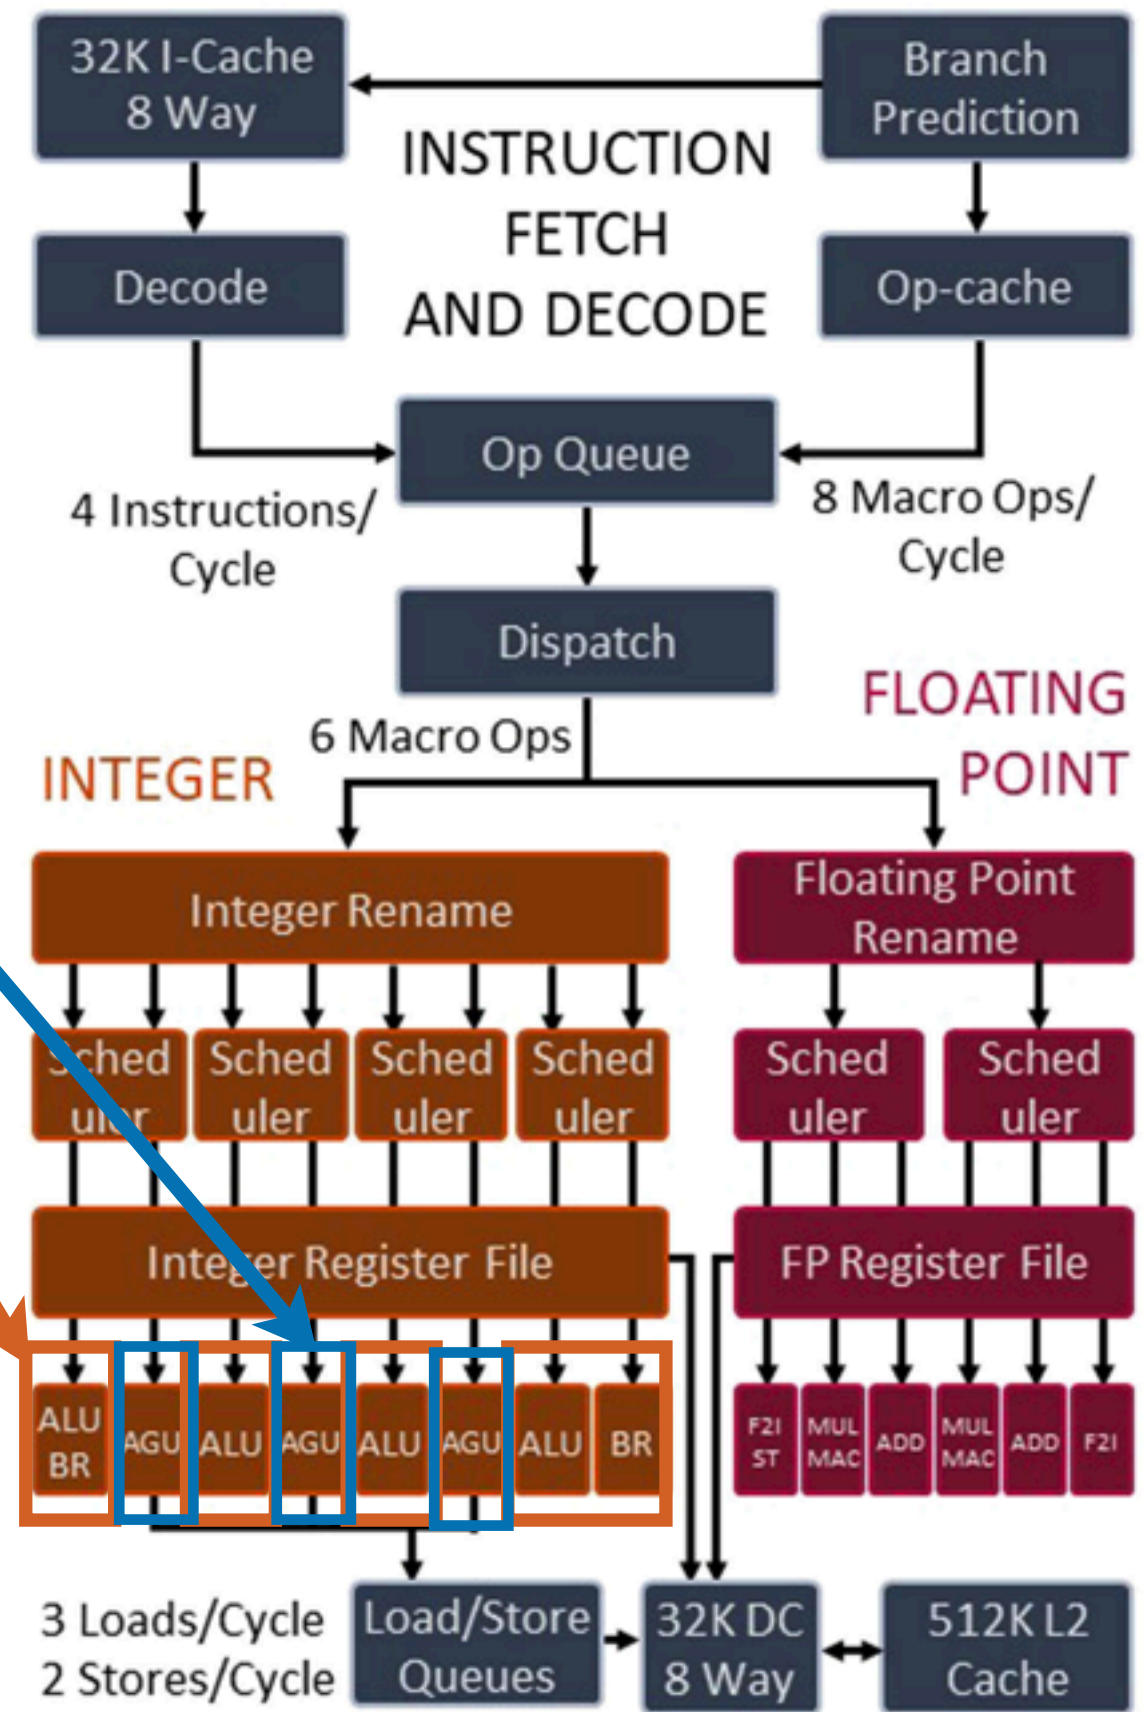 32K I-Cache
8 Way
Branch
Prediction
INSTRUCTION
FETCH
AND DECODE
Decode
Op-cache
Op Queue
4 Instructions/
Cycle
8 Macro Ops/
Cycle
Dispatch
6 Macro Ops
INTEGER
FLOATING
POINT
Integer Rename
Floating Point
Rename
Sched
uler
Sched
uler
Sched
uler
Sched
uler
Sched
uler
Sched
uler
Integer Register File
FP Register File
ALU
BR
AGU
ALU
AGU
ALU
AGU
ALU
BR
F2I
ST
MUL
MAC
ADD
MUL
MAC
ADD
F2I
3 Loads/Cycle
2 Stores/Cycle
Load/Store
Queues
32K DC
8 Way
512K L2
Cache